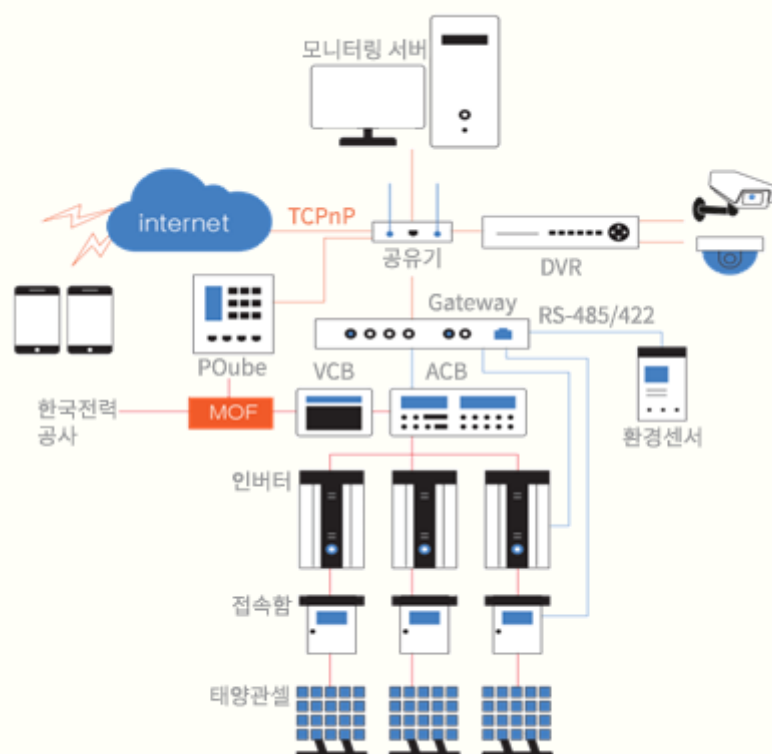 모니터링 서버
internet
TCPnP
공유기
DVR
Gateway
RS-485/422
POube
VCB
ACB
한국전력
공사
MOF
환경센서
인버터
접속함
태양관셀